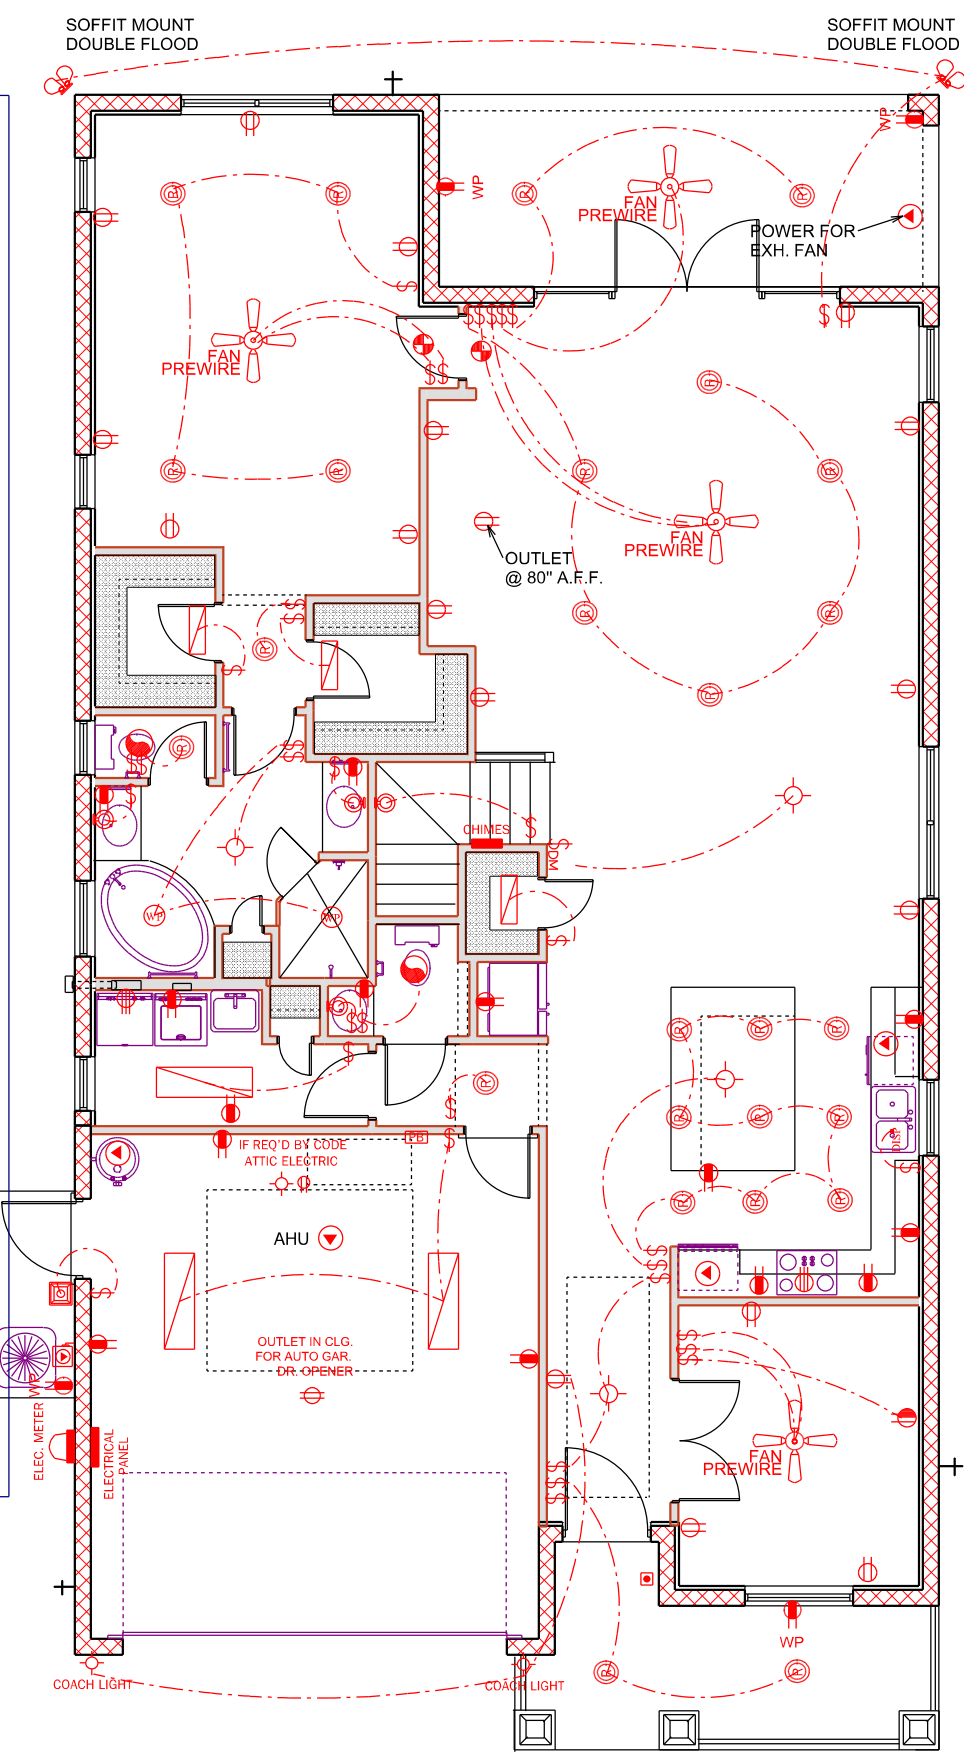 SOFFIT MOUNT
DOUBLE FLOOD
SOFFIT MOUNT
DOUBLE FLOOD
WP
WP
R
R
R
R
FAN
PREWIRE
POWER FOR
EXH. FAN
$
$$$$$
$
FAN
PREWIRE
$$
R
R
R
R
R
FAN
PREWIRE
OUTLET
@ 80" A.F.F.
R
R
R
R
$$
R
$
R
$$
$$
$
$
CHIMES
$
$DM
WP
WP
$
$
$$
$
R
R
R
R
$
$
PB
IF REQ'D BY CODE
ATTIC ELECTRIC
R
R
R
DISP
$
R
R
R
AHU
$$$
$
OUTLET IN CLG.
FOR AUTO GAR.
DR. OPENER
$$$
WP
ELEC. METER
ELECTRICAL
PANEL
FAN
PREWIRE
$$$
WP
COACH LIGHT
COACH LIGHT
R
R